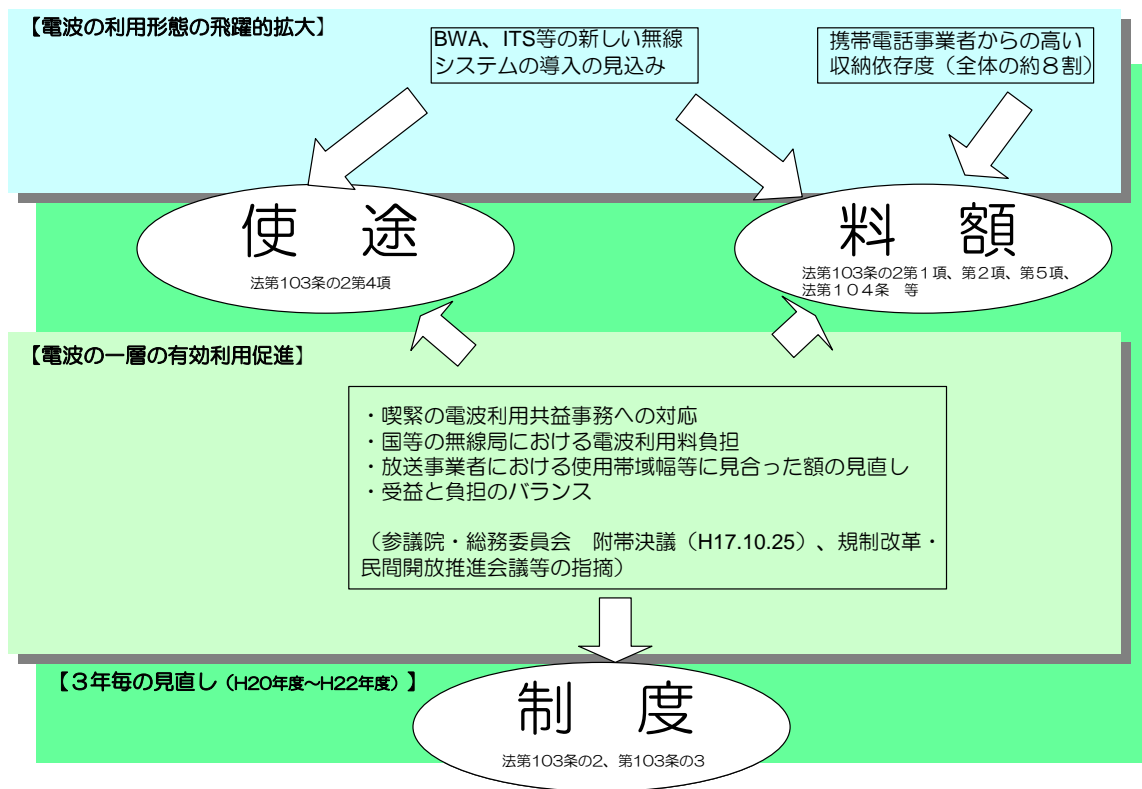 【電波の利用形態の飛躍的拡大】
BWA、ITS等の新しい無線
システムの導入の見込み
携帯電話事業者からの高い
収納依存度（全体の約８割）
使　途
法第103条の2第4項
料　額
法第103条の2第１項、第2項、第５項、
法第１０４条　等
【電波の一層の有効利用促進】
・喫緊の電波利用共益事務への対応
・国等の無線局における電波利用料負担
・放送事業者における使用帯域幅等に見合った額の見直し
・受益と負担のバランス
（参議院・総務委員会　附帯決議（H17.10.25）、規制改革・
民間開放推進会議等の指摘）
【３年毎の見直し（H20年度～H22年度）】
制　度
法第103条の2、第103条の3